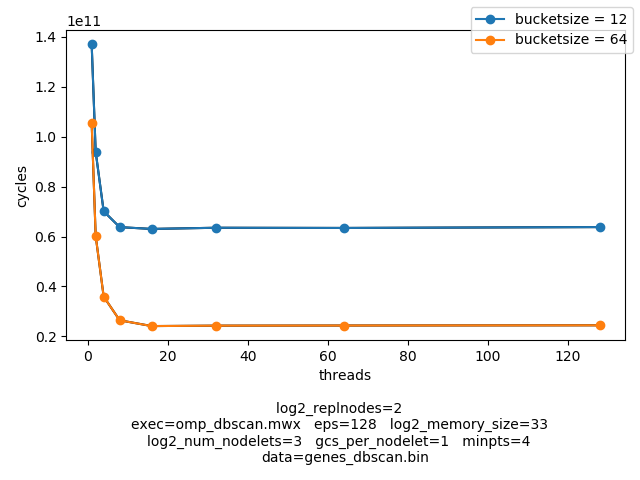 1e11
bucketsize = 12
bucketsize = 64
1.4
1.2
1.0
0.8
0.6
0.4
0.2
cycles
0 20 40 60 80 100 120
threads
log2_replnodes=2
exec=omp_dbscan.mwx eps=128 log2_memory_size=33
log2_num_nodelets=3 gcs_per_nodelet=1 minpts=4
data=genes_dbscan.bin